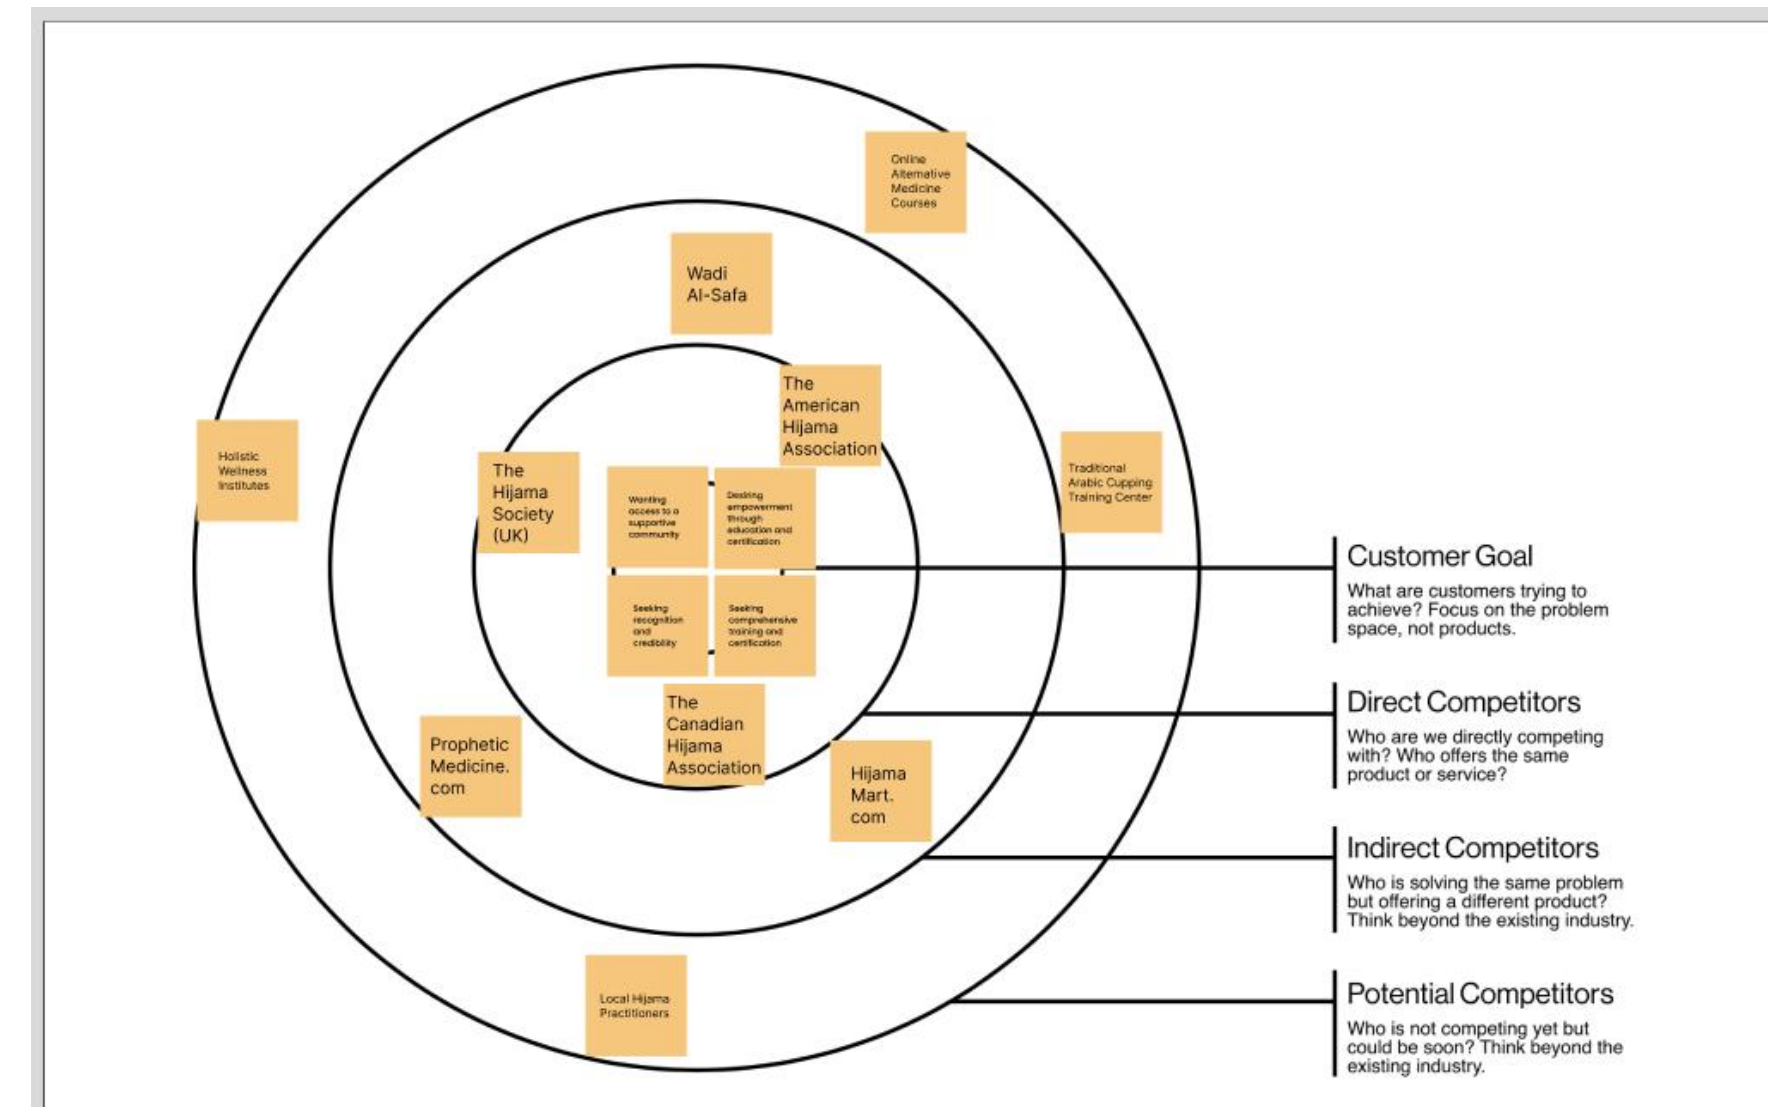 Online
Alternative
Medicine
Courses
Wadi
Al-Safa
The
American
Hijama
Association
Holistic
Wellness
Institutes
The
Hijama
Society
(UK)
Wanting
access to a
supportive
community
Desiring
empowerment
through
education and
certification
Traditional
Arabic Cupping
Training Center
Seeking
recognition
and
credibility
Seeking
comprehensive
training and
certification
The
Canadian
Hijama
Association
Prophetic
Medicine.
com
Hijama
Mart.
com
Local Hijama
Practitioners
Customer Goal
What are customers trying to
achieve? Focus on the problem
space, not products.
Direct Competitors
Who are we directly competing
with? Who offers the same
product or service?
Indirect Competitors
Who is solving the same problem
but offering a different product?
Think beyond the existing industry.
Potential Competitors
Who is not competing yet but
could be soon? Think beyond the
existing industry.